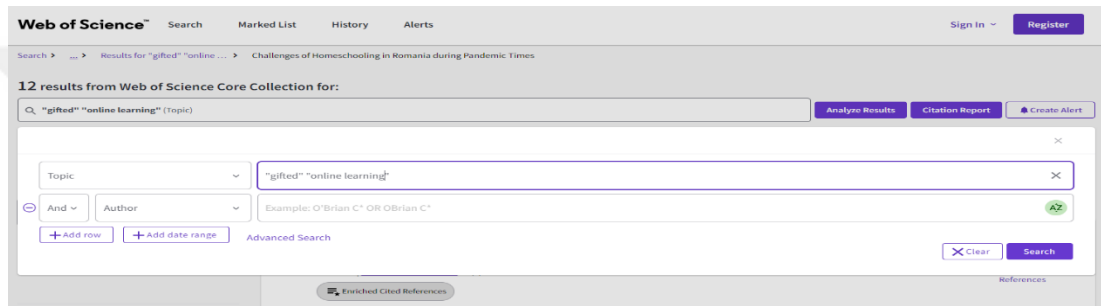 Web of Science™ Search Marked List History Alerts Sign In Register
Search > ... > Results for "gifted" "online ... > Challenges of Homeschooling in Romania during Pandemic Times
12 results from Web of Science Core Collection for:
"gifted" "online learning" (Topic) Analyze Results Citation Report Create Alert
Topic "gifted" "online learning"
And Author Example: O'Brian C* OR OBrian C* AZ
+ Add row + Add date range Advanced Search
Clear Search
References
Enriched Cited References